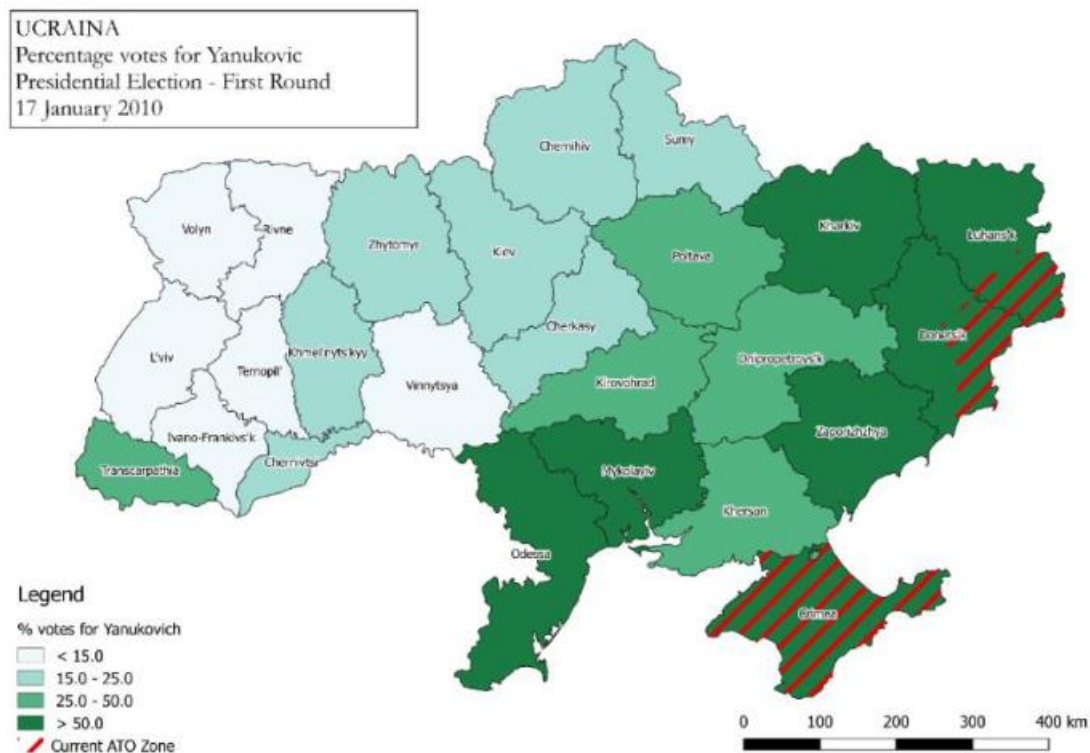 UCRAINA
Percentage votes for Yanukovic
Presidential Election - First Round
17 January 2010
Chernihiv
Sumy
Volyn
Rivne
Zhytomyr
Kiev
Kharkiv
Luhans'k
Poltava
L'viv
Ternopil'
Khmel'nyts'kyy
Vinnytsya
Cherkasy
Kirovohrad
Dnipropetrovs'k
Donets'k
Ivano-Frankivs'k
Chernivtsi
Transcarpathia
Zaporizhzhya
Mykolayiv
Kherson
Odessa
Crimea
Legend
% votes for Yanukovich
< 15.0
15.0 - 25.0
25.0 - 50.0
> 50.0
Current ATO Zone
0 100 200 300 400 km